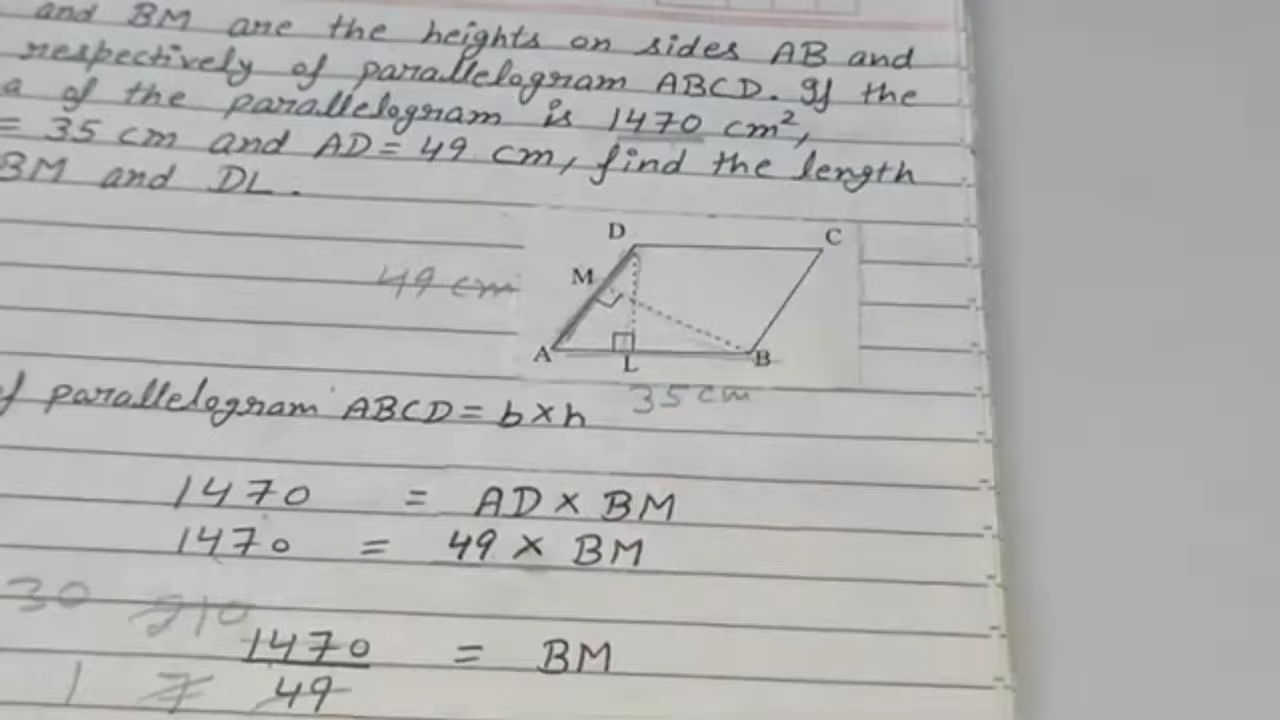 and BM are the heights on sides AB and
respectively of parallelogram ABCD. If the
a of the parallelogram is 1470 cm²,
= 35 cm and AD = 49 cm, find the length
BM and DL.
D C
M
49 cm
A L B
35 cm
f parallelogram ABCD = b × h
1470 = AD × BM
1470 = 49 × BM
30 210
1470 = BM
1 7 49